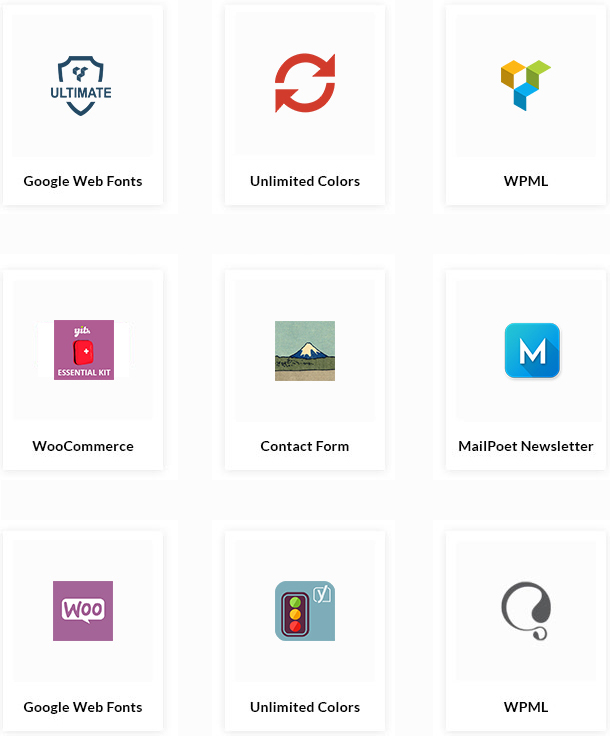 ULTIMATE
Google Web Fonts
Unlimited Colors
WPML
yith
ESSENTIAL KIT
WooCommerce
Contact Form
M
MailPoet Newsletter
Woo
Google Web Fonts
y
Unlimited Colors
WPML